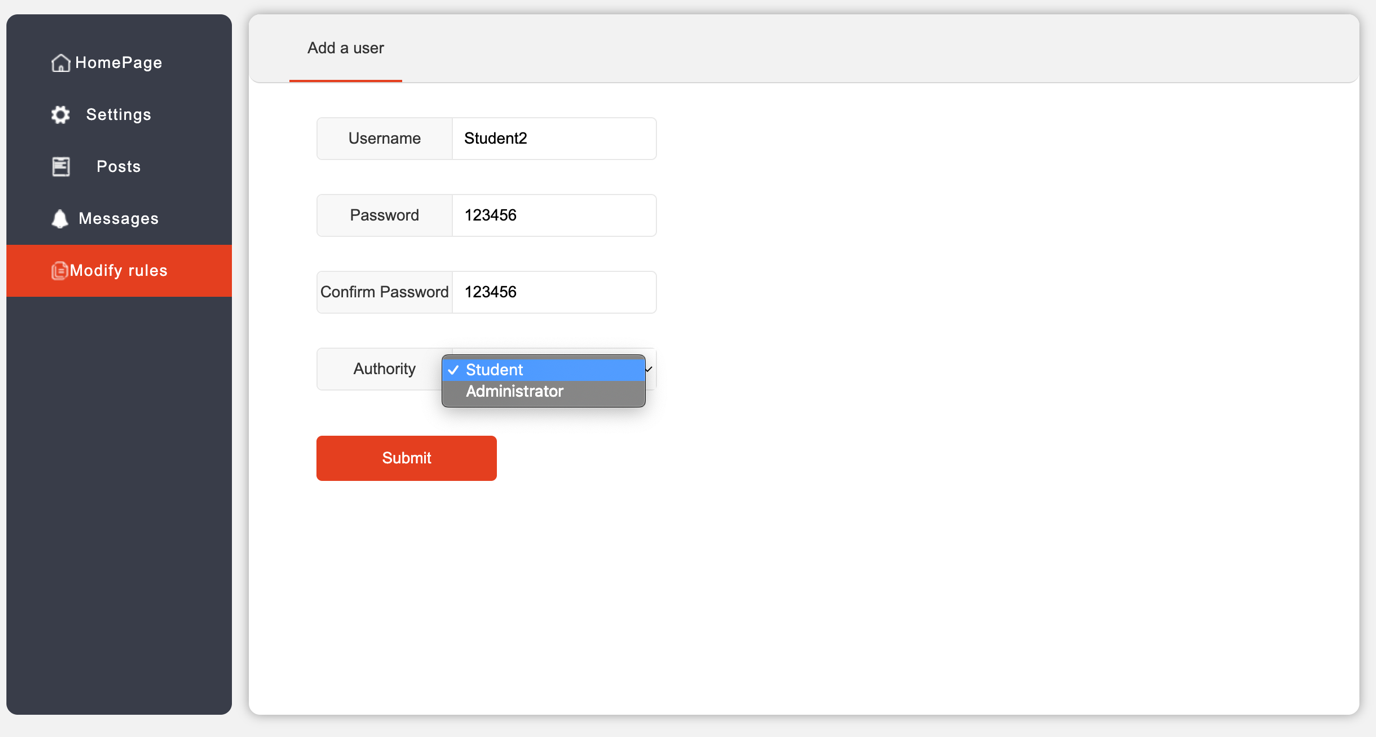 HomePage
Settings
Posts
Messages
Modify rules
Add a user
Username Student2
Password 123456
Confirm Password 123456
Authority Student
Administrator
Submit